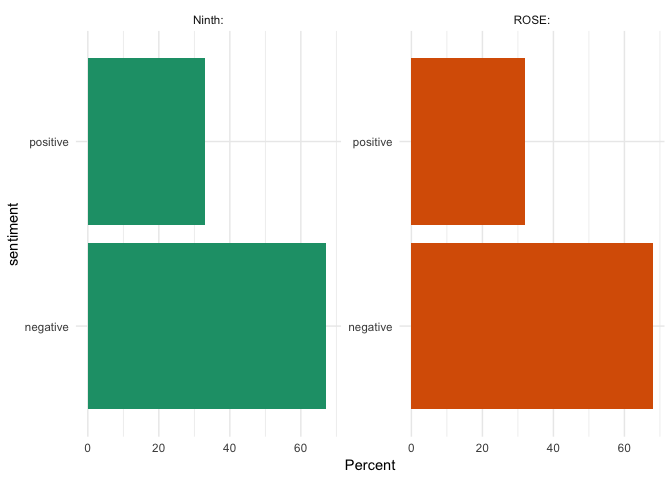 Ninth:
ROSE:
positive
positive
sentiment
negative
negative
0
20
40
60
0
20
40
60
Percent